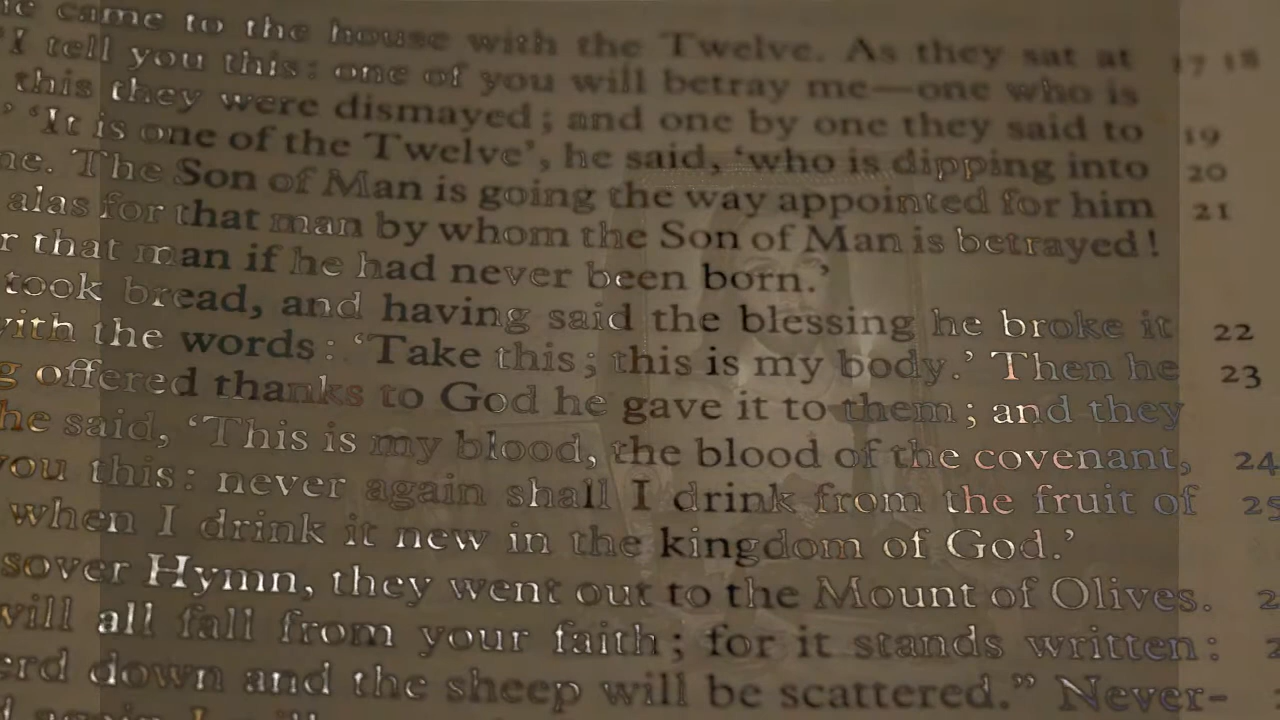 he came to the house with the Twelve. As they sat at 17 18
'I tell you this: one of you will betray me—one who is
this they were dismayed; and one by one they said to 19
' 'It is one of the Twelve', he said, 'who is dipping into 20
me. The Son of Man is going the way appointed for him 21
alas for that man by whom the Son of Man is betrayed!
r that man if he had never been born.'
took bread, and having said the blessing he broke it 22
with the words: 'Take this; this is my body.' Then he 23
g offered thanks to God he gave it to them; and they
he said, 'This is my blood, the blood of the covenant, 24
you this: never again shall I drink from the fruit of 25
when I drink it new in the kingdom of God.'
sover Hymn, they went out to the Mount of Olives.
will all fall from your faith; for it stands written:
erd down and the sheep will be scattered." Never-